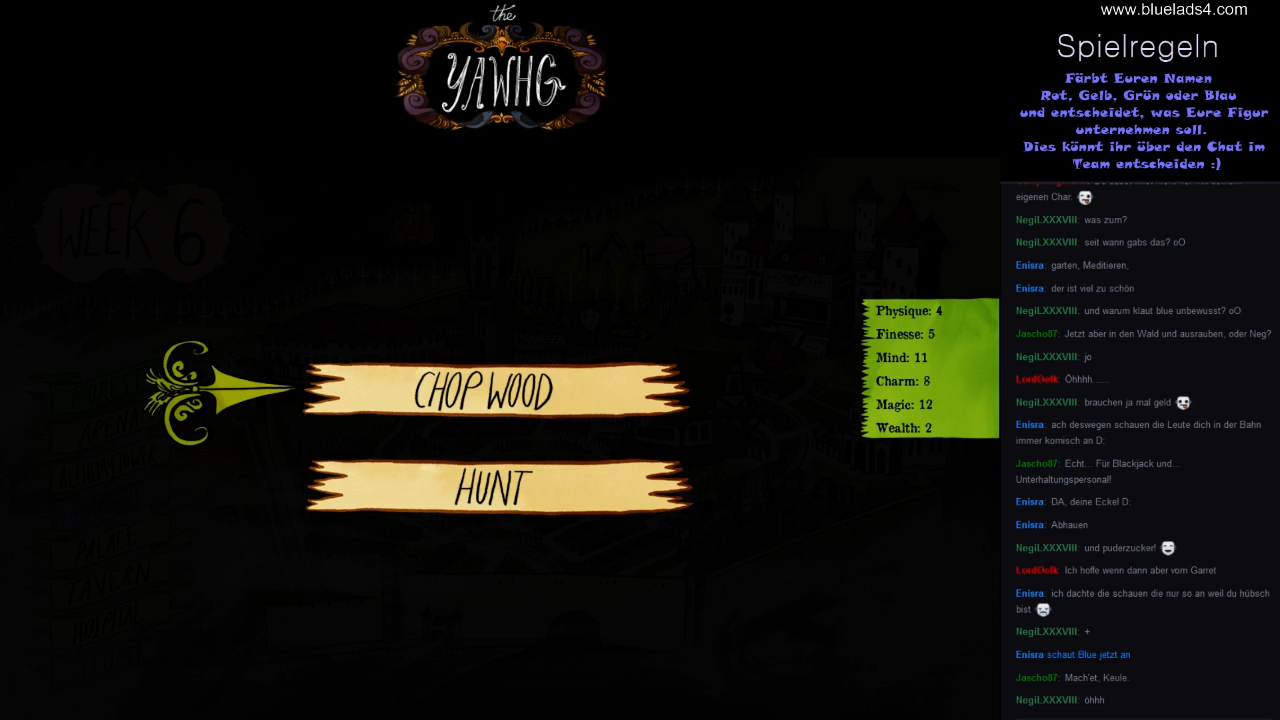 the
YAWHG
www.bluelads4.com
Spielregeln
Färbt Euren Namen
Rot, Gelb, Grün oder Blau
und entscheidet, was Eure Figur
unternehmen soll.
Dies könnt ihr über den Chat im
Team entscheiden :)
WEEK 6
Physique: 4
Finesse: 5
Mind: 11
Charm: 8
Magic: 12
Wealth: 2
CHOP WOOD
HUNT
FOREST
ARENA
ALCHEMY TOWER
PALACE
TAVERN
HOSPITAL
eigenen Char.
NegiLXXXVIII: was zum?
NegiLXXXVIII: seit wann gabs das? oO
Enisra: garten, Meditieren,
Enisra: der ist viel zu schön
NegiLXXXVIII: und warum klaut blue unbewusst? oO
Jascho87: Jetzt aber in den Wald und ausrauben, oder Neg?
NegiLXXXVIII: jo
LordDelk: Öhhhh......
NegiLXXXVIII: brauchen ja mal geld
Enisra: ach deswegen schauen die Leute dich in der Bahn
immer komisch an D:
Jascho87: Echt... Für Blackjack und...
Unterhaltungspersonal!
Enisra: DA, deine Eckel D:
Enisra: Abhauen
NegiLXXXVIII: und puderzucker!
LordDelk: Ich hoffe wenn dann aber vom Garret
Enisra: ich dachte die schauen die nur so an weil du hübsch
bist
NegiLXXXVIII: +
Enisra schaut Blue jetzt an
Jascho87: Mach'et, Keule.
NegiLXXXVIII: öhhh